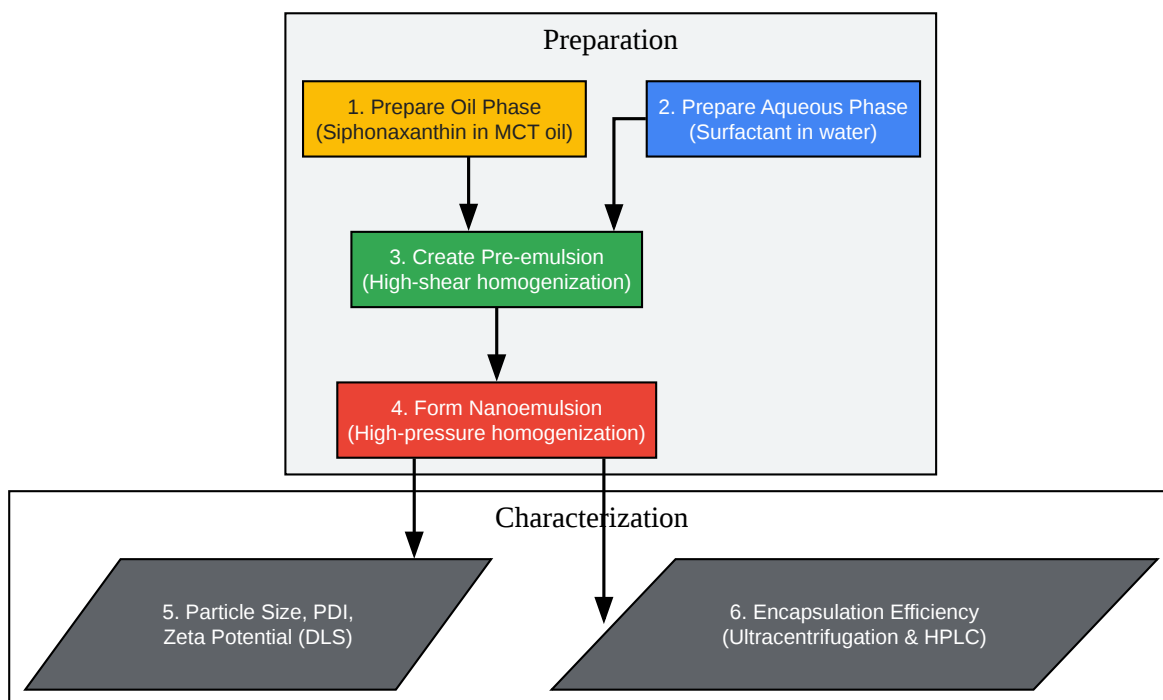 Preparation
1. Prepare Oil Phase
(Siphonaxanthin in MCT oil)
2. Prepare Aqueous Phase
(Surfactant in water)
3. Create Pre-emulsion
(High-shear homogenization)
4. Form Nanoemulsion
(High-pressure homogenization)
Characterization
5. Particle Size, PDI,
Zeta Potential (DLS)
6. Encapsulation Efficiency
(Ultracentrifugation & HPLC)